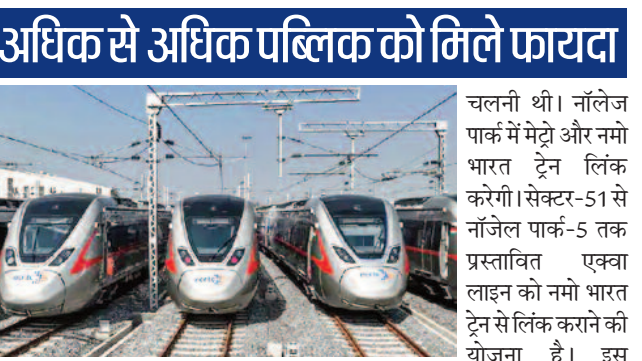 अधिक से अधिक पब्लिक को मिले फायदा
चलनी थी। नॉलेज
पार्क में मेट्रो और नमो
भारत ट्रेन लिंक
करेगी। सेक्टर-51 से
नॉजेल पार्क-5 तक
प्रस्तावित एक्वा
लाइन को नमो भारत
ट्रेन से लिंक कराने की
योजना है। इस